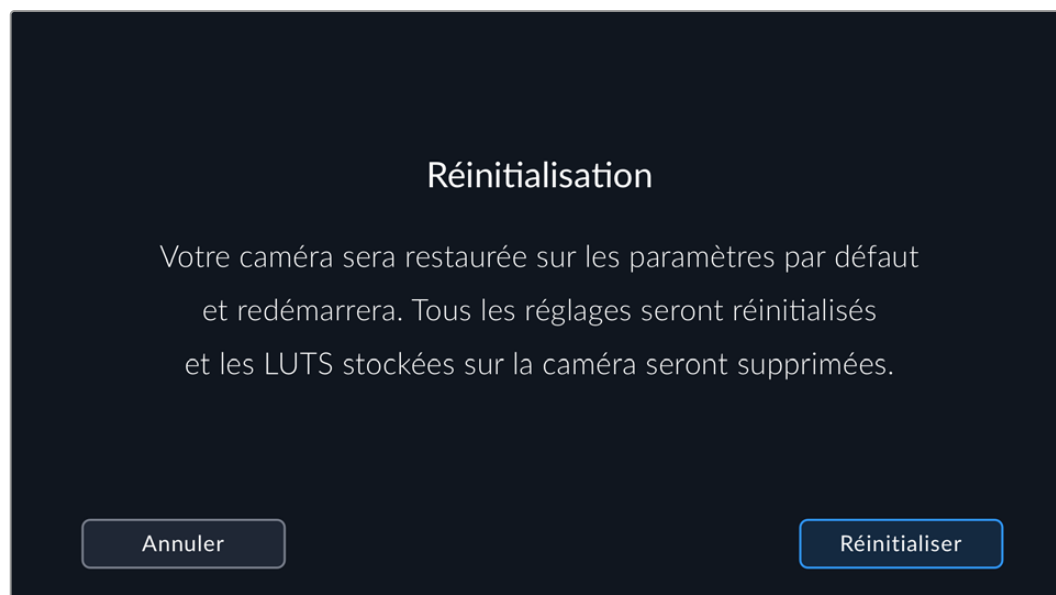 Réinitialisation
Votre caméra sera restaurée sur les paramètres par défaut
et redémarrera. Tous les réglages seront réinitialisés
et les LUTS stockées sur la caméra seront supprimées.
Annuler
Réinitialiser